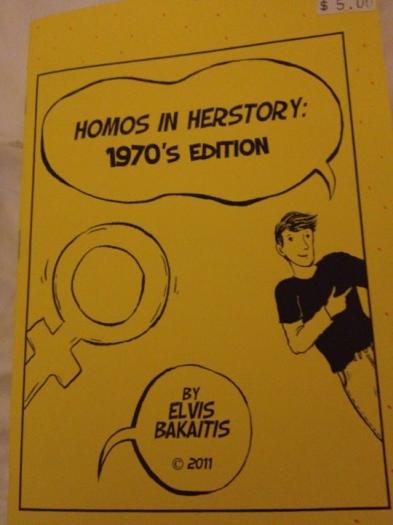 $ 5.00
HOMOS IN HERSTORY:
1970's EDITION
BY
ELVIS
BAKAITIS
© 2011